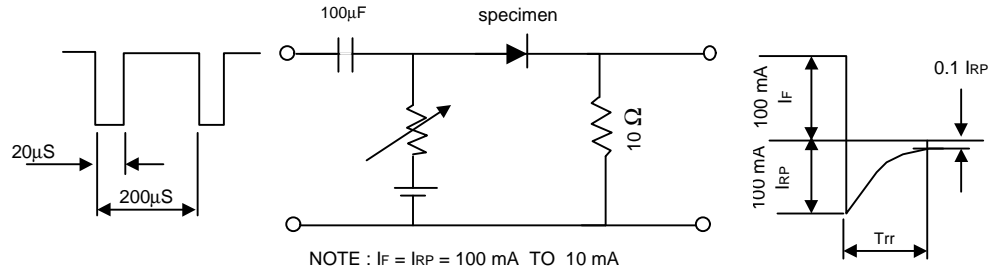 20μS
200μS
100μF
specimen
10 Ω
NOTE : IF = IRP = 100 mA TO 10 mA
100 mA
IF
100 mA
IRP
0.1 IRP
Trr